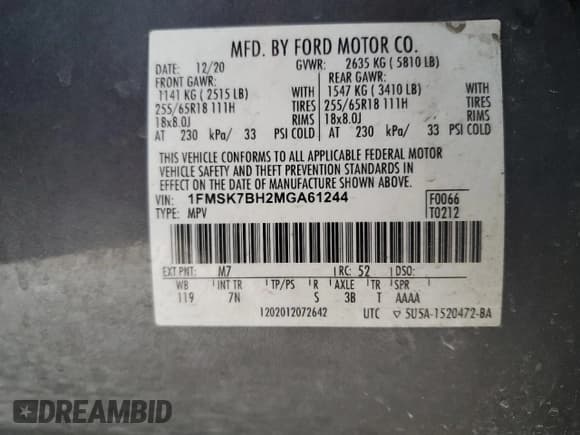 MFD. BY FORD MOTOR CO.
DATE: 12/20 GVWR: 2635 KG ( 5810 LB)
FRONT GAWR: REAR GAWR:
1141 KG ( 2515 LB) WITH 1547 KG ( 3410 LB) WITH
255/65R18 111H TIRES 255/65R18 111H TIRES
18x8.0J RIMS 18x8.0J RIMS
AT 230 kPa/ 33 PSI COLD AT 230 kPa/ 33 PSI COLD
THIS VEHICLE CONFORMS TO ALL APPLICABLE FEDERAL MOTOR
VEHICLE SAFETY AND THEFT PREVENTION STANDARDS IN
EFFECT ON THE DATE OF MANUFACTURE SHOWN ABOVE.
VIN: 1FMSK7BH2MGA61244 F0066
TYPE: MPV T0212
EXT PNT: M7 RC: 52 DSO:
WB INT TR TP/PS R AXLE TR SPR
119 7N S 3B T AAAA
1202012072642 UTC ▽ 5U5A-1520472-BA
DREAMBID